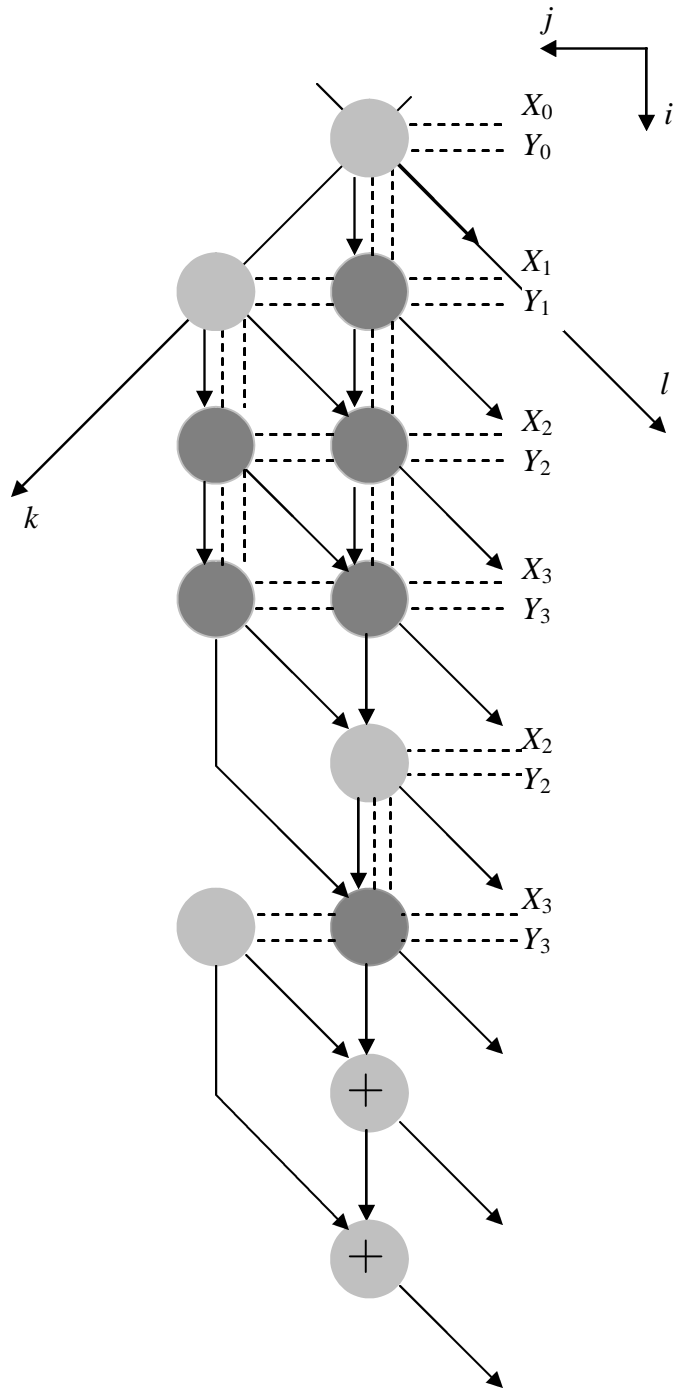 j
i
X₀
Y₀
X₁
Y₁
l
X₂
Y₂
k
X₃
Y₃
X₂
Y₂
X₃
Y₃
+
+